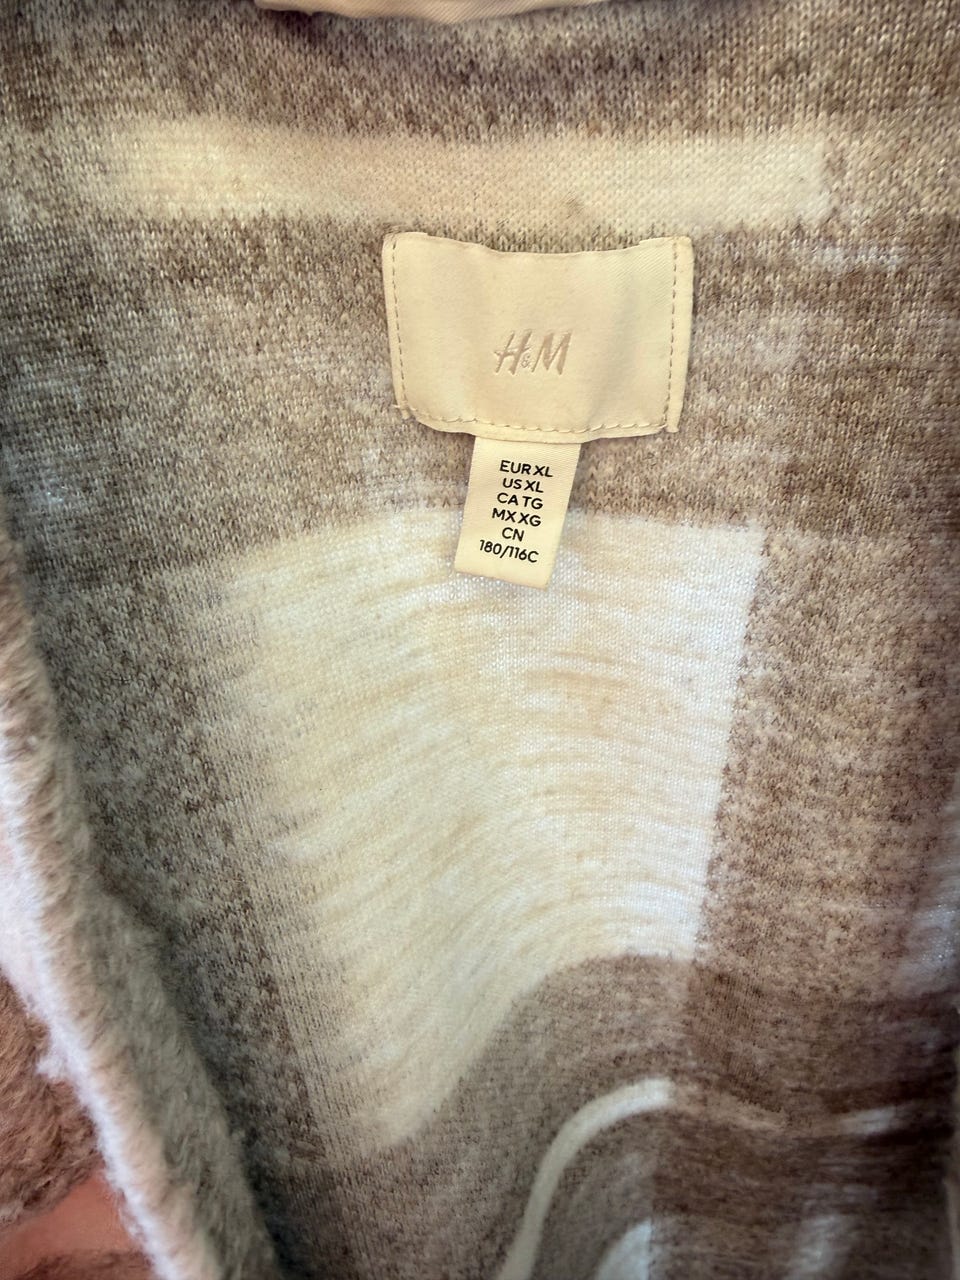 H&M
EUR XL
US XL
CA TG
MX XG
CN
180/116C